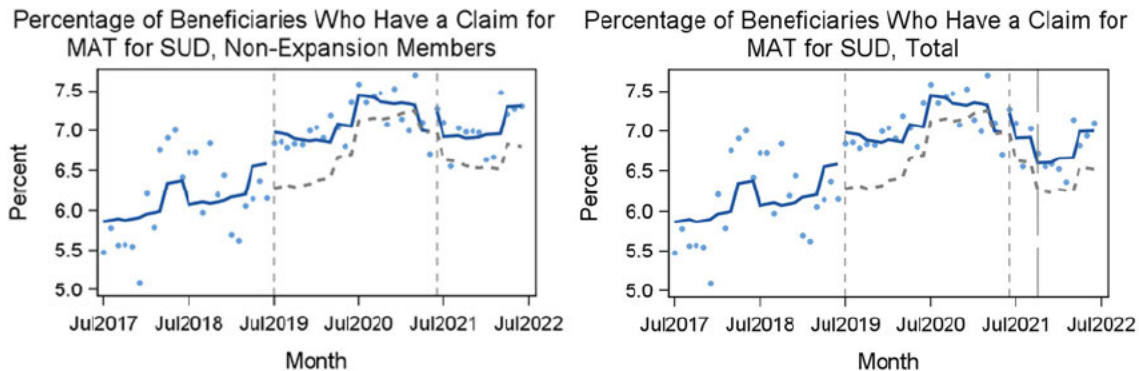 Percentage of Beneficiaries Who Have a Claim for
MAT for SUD, Non-Expansion Members
Percent
7.5
7.0
6.5
6.0
5.5
5.0
Jul2017 Jul2018 Jul2019 Jul2020 Jul2021 Jul2022
Month
Percentage of Beneficiaries Who Have a Claim for
MAT for SUD, Total
Percent
7.5
7.0
6.5
6.0
5.5
5.0
Jul2017 Jul2018 Jul2019 Jul2020 Jul2021 Jul2022
Month